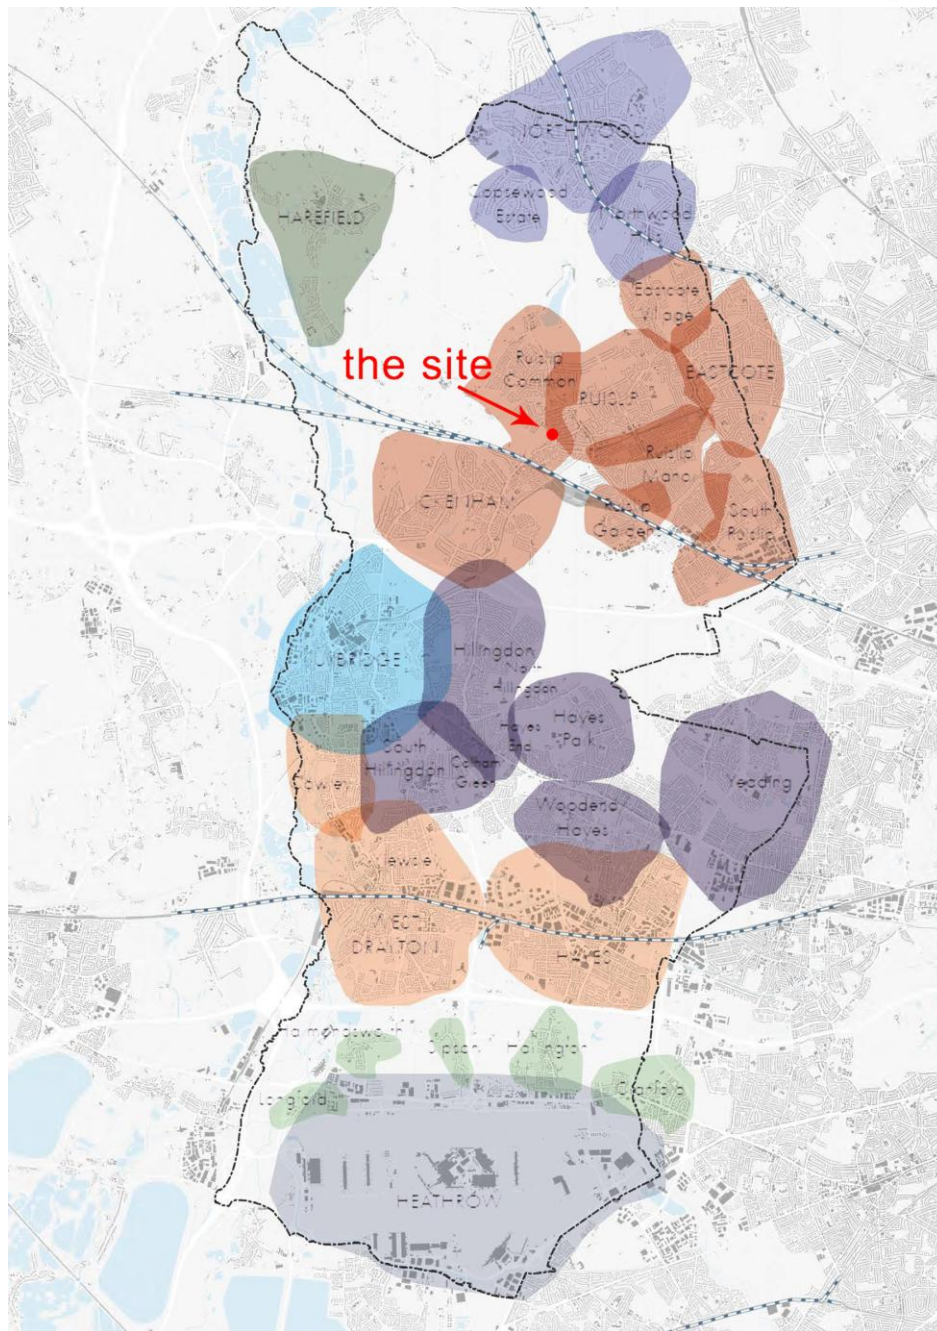 NORTHWOOD
Copsewood
Estate
Northwood
HAREFIELD
Eastcote
Village
the site
Ruislip
Common
RUISLIP
EASTCOTE
Ruislip
Manor
ICKENHAM
Garden
South
Ruislip
UXBRIDGE
Hillingdon
North
Hillingdon
Hayes
End
Hayes
Park
South
Hillingdon
Colham
Green
Cowley
Yeading
Woodend/
Hayes
Yiewsley
WEST
DRAYTON
HAYES
Harmondsworth
Sipson
Harlington
Longford
Cranford
HEATHROW